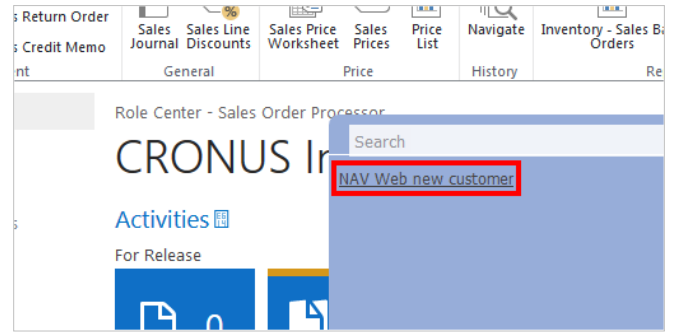 s Return Order
s Credit Memo
nt
Sales Journal
Sales Line Discounts
General
Sales Price Worksheet
Sales Prices
Price List
Price
Navigate
History
Inventory - Sales Ba
Orders
Re
Role Center - Sales Order Processor
CRONUS In
Search
NAV Web new customer
Activities
s
For Release
0